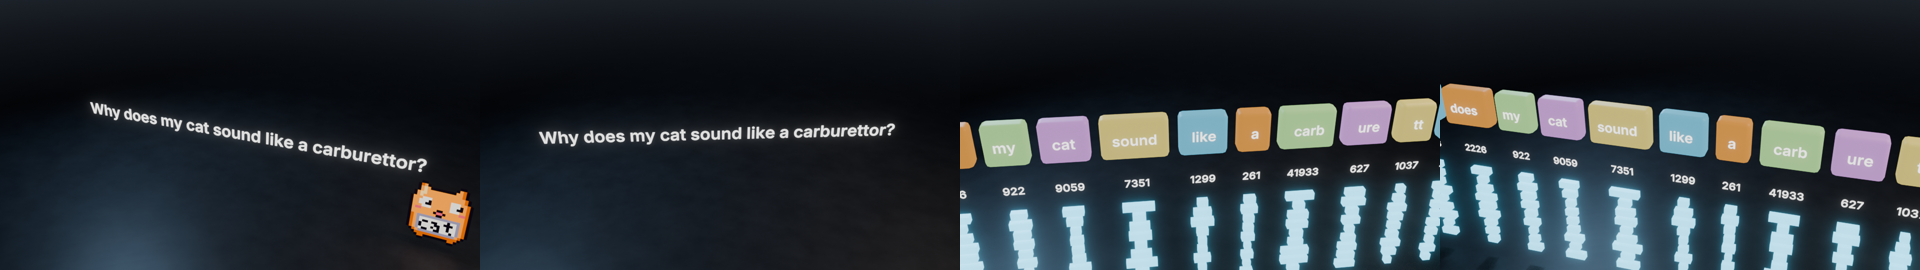 Why does my cat sound like a carburettor?
cat
Why does my cat sound like a carburettor?
my cat sound like a carb ure tt
922 9059 7351 1299 261 41933 627 1037
does my cat sound like a carb ure
2226 922 9059 7351 1299 261 41933 627